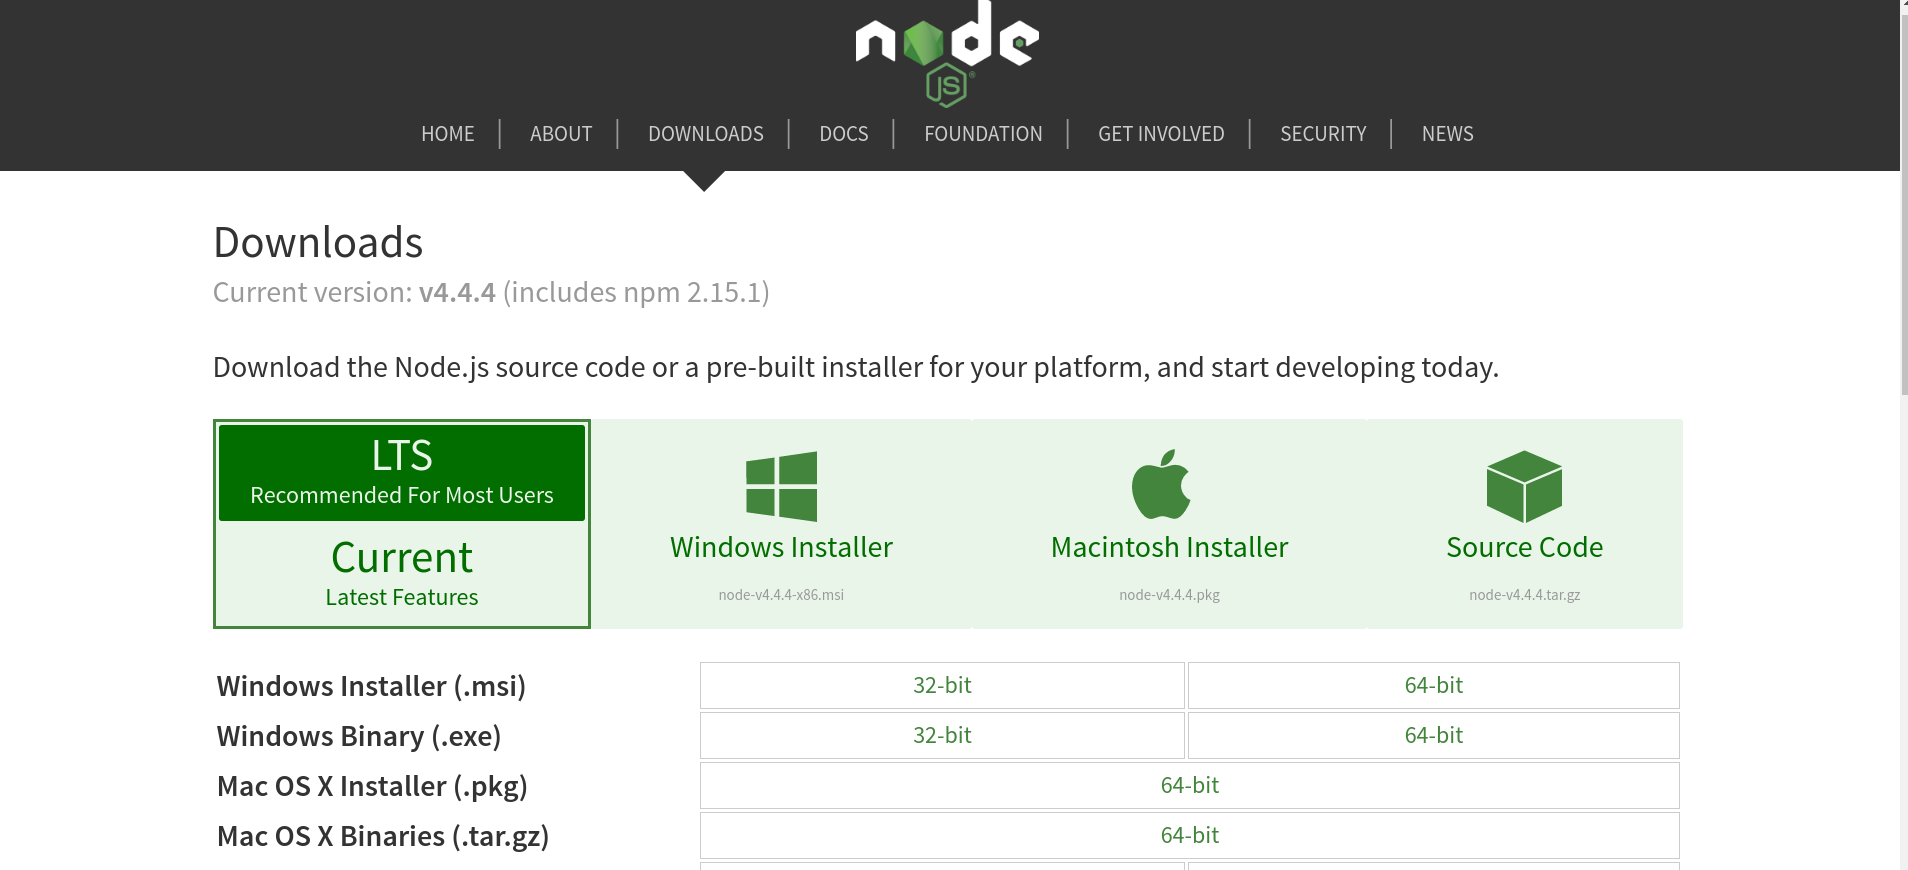 node
JS®
HOME | ABOUT | DOWNLOADS | DOCS | FOUNDATION | GET INVOLVED | SECURITY | NEWS
Downloads
Current version: v4.4.4 (includes npm 2.15.1)
Download the Node.js source code or a pre-built installer for your platform, and start developing today.
LTS
Recommended For Most Users
Current
Latest Features
Windows Installer
node-v4.4.4-x86.msi
Macintosh Installer
node-v4.4.4.pkg
Source Code
node-v4.4.4.tar.gz
Windows Installer (.msi) 32-bit 64-bit
Windows Binary (.exe) 32-bit 64-bit
Mac OS X Installer (.pkg) 64-bit
Mac OS X Binaries (.tar.gz) 64-bit